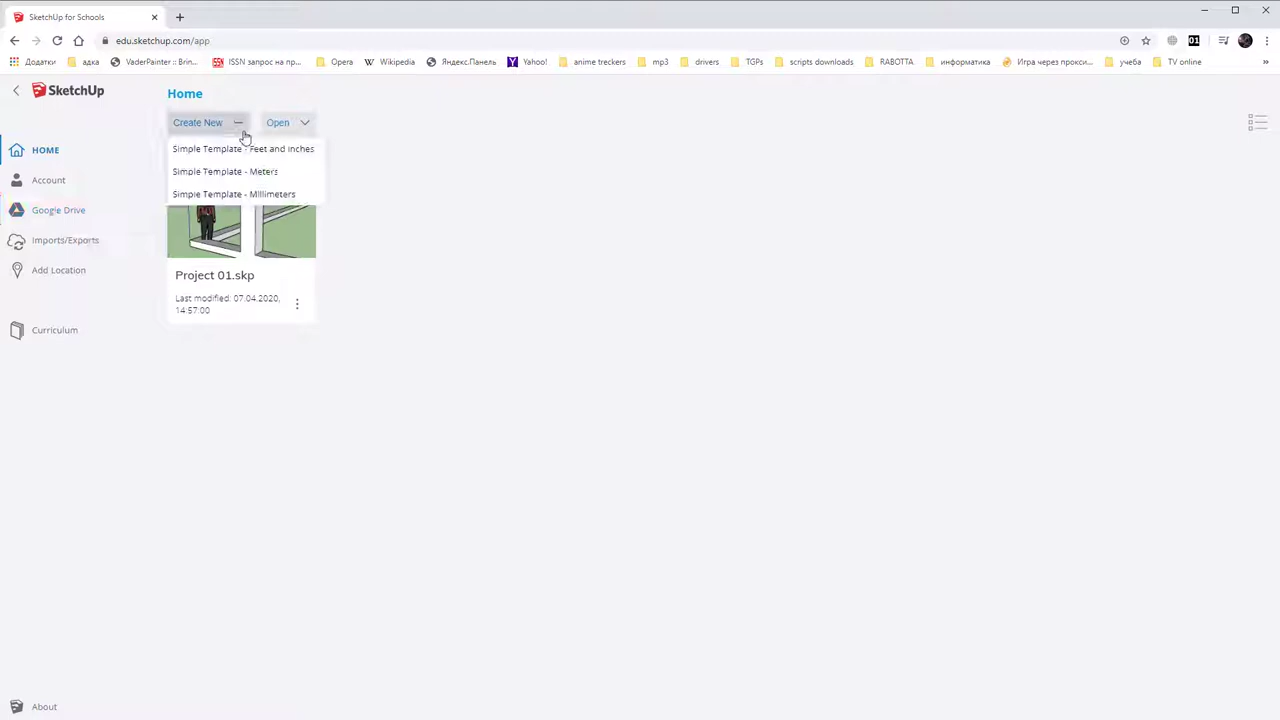 SketchUp for Schools
edu.sketchup.com/app
01
Додатки
адка
VaderPainter :: Brin...
ISSN запрос на пр...
Opera
Wikipedia
Яндекс.Панель
Yahoo!
anime treckers
mp3
drivers
TGPs
scripts downloads
RABOTTA
информатика
Игра через прокси...
учеба
TV online
»
SketchUp
Home
Create New
Open
Simple Template - Feet and Inches
Simple Template - Meters
Simple Template - Millimeters
HOME
Account
Google Drive
Imports/Exports
Add Location
Curriculum
Project 01.skp
Last modified: 07.04.2020,
14:57:00
About